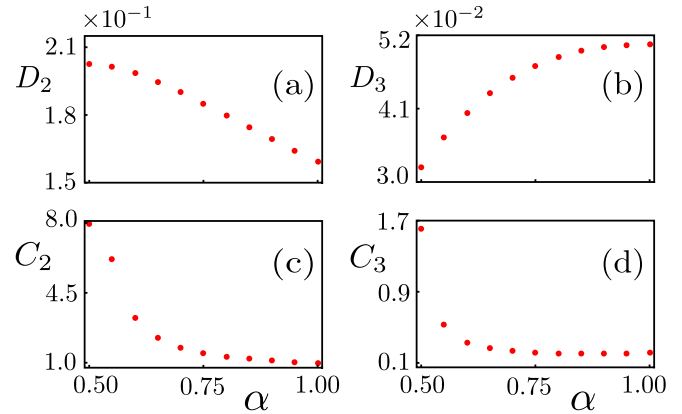 ×10⁻¹ ×10⁻²
2.1 5.2
D₂ (a) D₃ (b)
1.8 4.1
1.5 3.0
8.0 1.7
C₂ (c) C₃ (d)
4.5 0.9
1.0 0.1
0.50 0.75 α 1.00 0.50 0.75 α 1.00